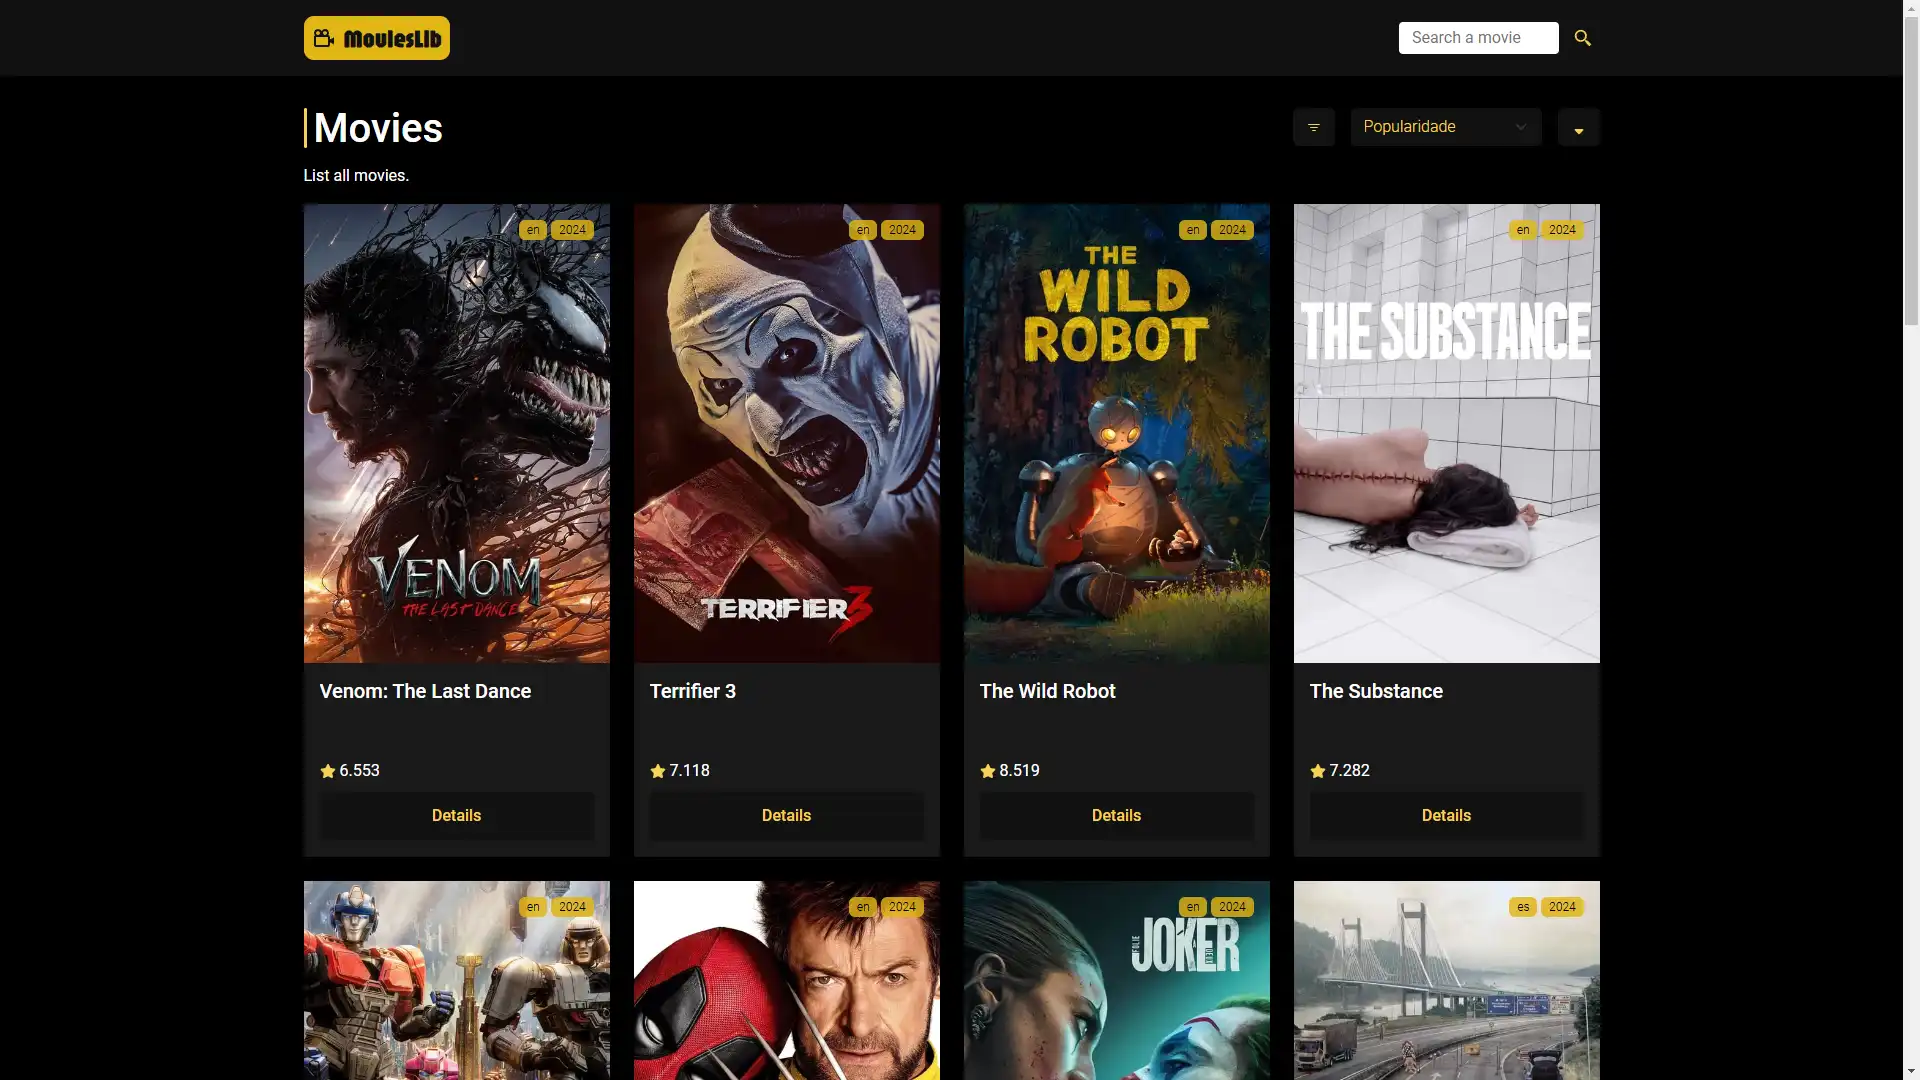 MoviesLib
Search a movie
Movies
Popularidade
List all movies.
en 2024
en 2024
en 2024
en 2024
VENOM
THE LAST DANCE
TERRIFIER 3
THE
WILD
ROBOT
THE SUBSTANCE
Venom: The Last Dance
Terrifier 3
The Wild Robot
The Substance
6.553
7.118
8.519
7.282
Details
Details
Details
Details
en 2024
en 2024
en 2024
es 2024
JOKER
FOLIE
À
DEUX